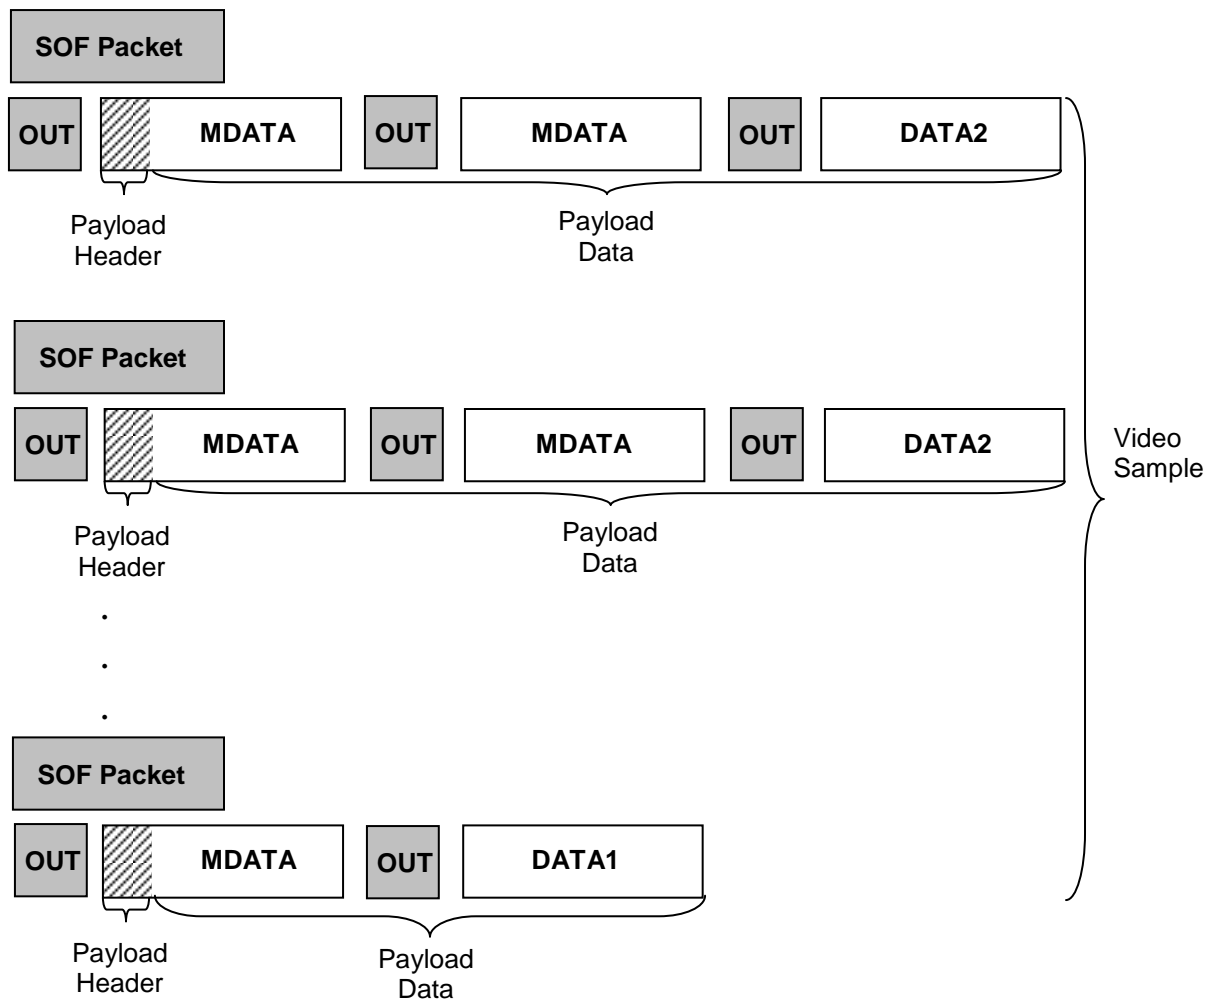 SOF Packet
OUT MDATA OUT MDATA OUT DATA2
Payload
Header
Payload
Data
SOF Packet
OUT MDATA OUT MDATA OUT DATA2
Payload
Header
Payload
Data
Video
Sample
.
.
.
SOF Packet
OUT MDATA OUT DATA1
Payload
Header
Payload
Data